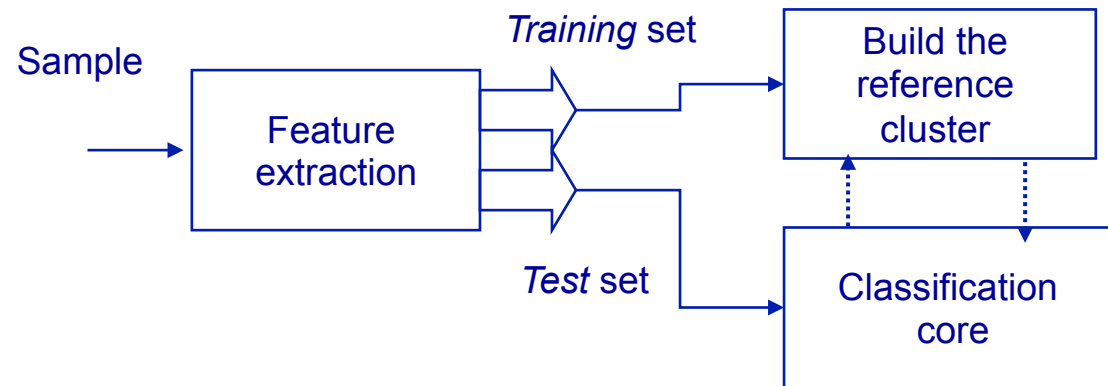 Sample
Feature
extraction
Training set
Test set
Build the
reference
cluster
Classification
core